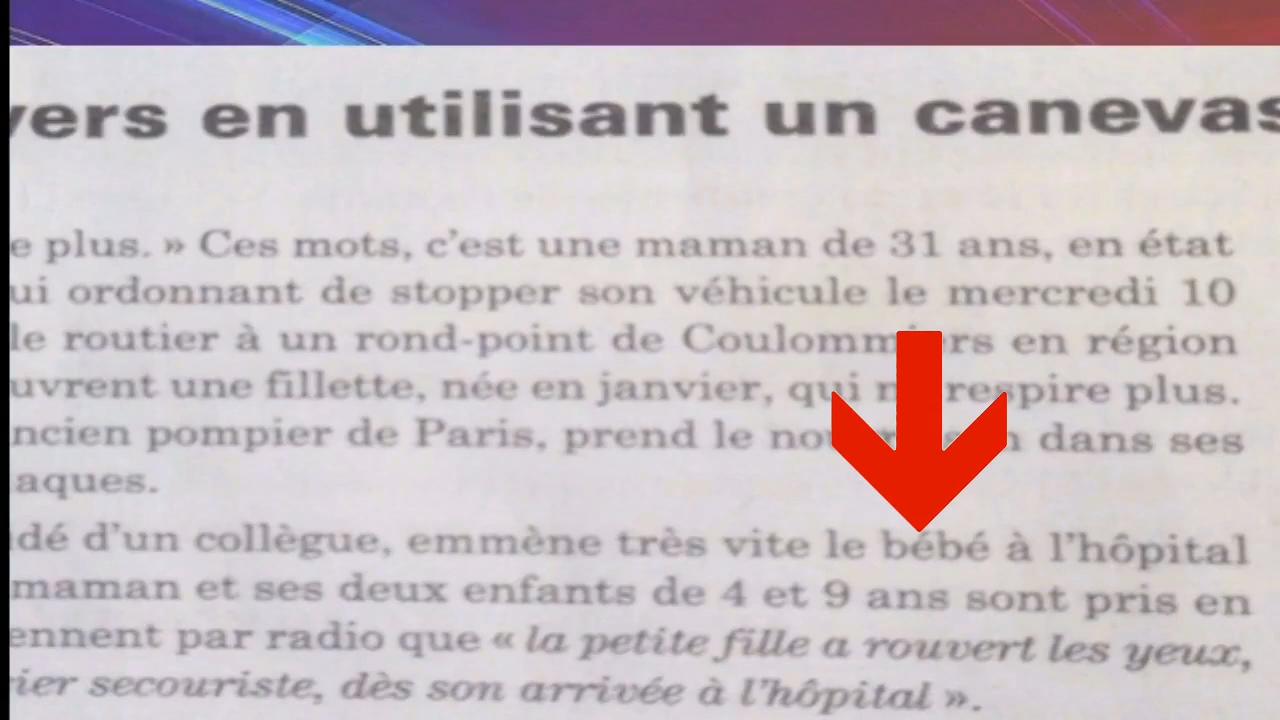 vers en utilisant un canevas
e plus. » Ces mots, c'est une maman de 31 ans, en état
ui ordonnant de stopper son véhicule le mercredi 10
le routier à un rond-point de en région
uvrent une fillette, née en janvier, qui respire plus.
ncien pompier de Paris, prend le dans ses
aques.
dé d'un collègue, emmène très vite le bébé à l'hôpital
maman et ses deux enfants de 4 et 9 ans sont pris en
ennent par radio que « la petite fille a rouvert les yeux,
ier secouriste, dès son arrivée à l'hôpital ».